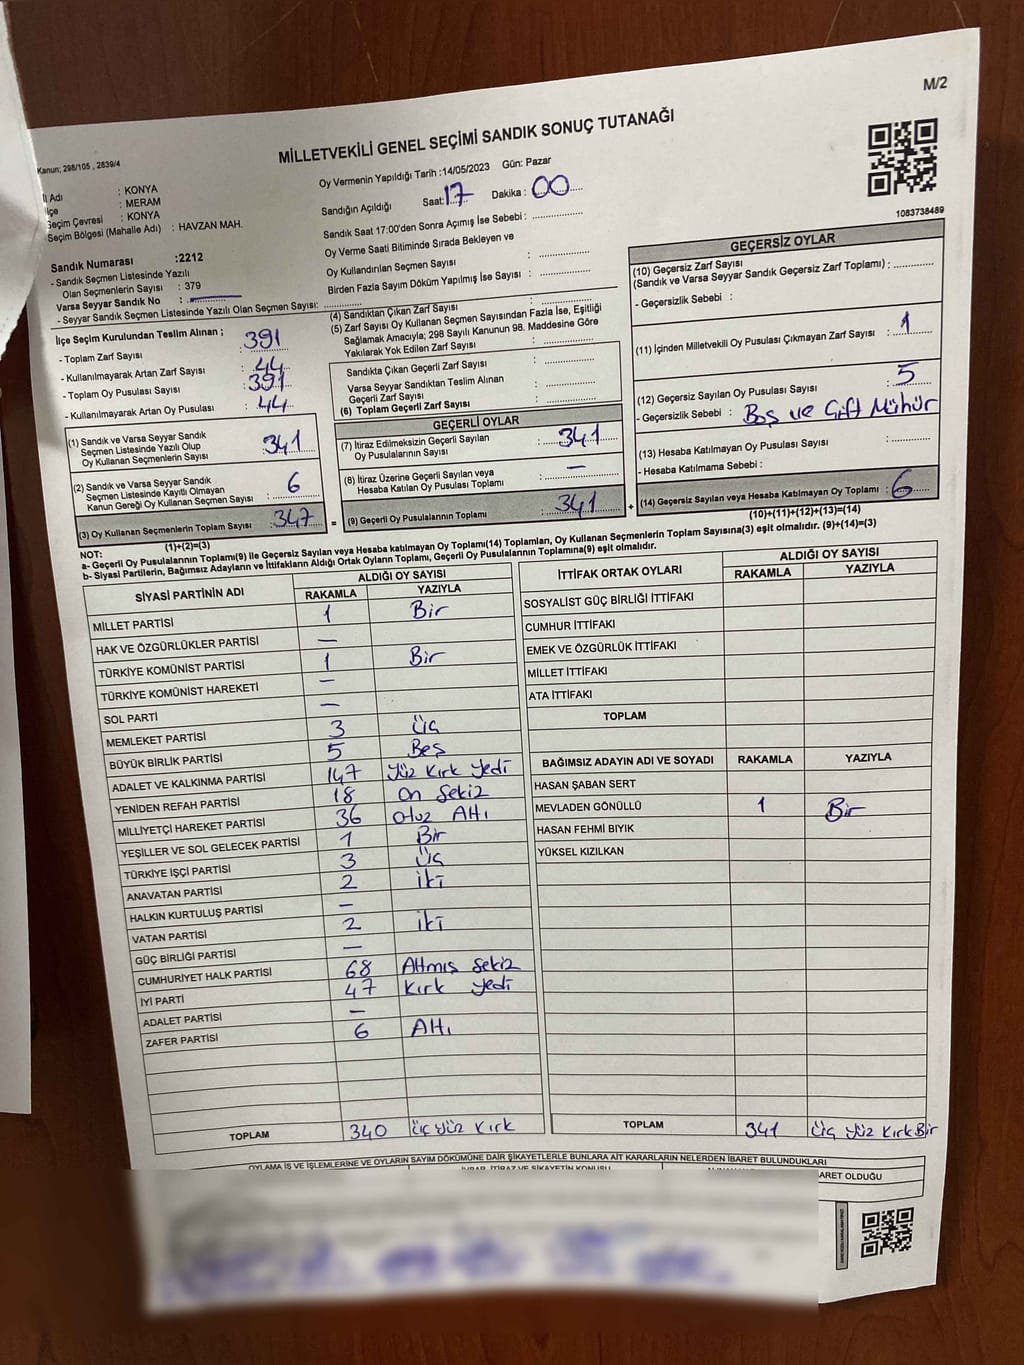 M/2
MİLLETVEKİLİ GENEL SEÇİMİ SANDIK SONUÇ TUTANAĞI
Kanun; 298/105 , 2839/4
İl Adı : KONYA
İlçe : MERAM
Seçim Çevresi : KONYA
Seçim Bölgesi (Mahalle Adı) : HAVZAN MAH.
Sandık Numarası :2212
- Sandık Seçmen Listesinde Yazılı
Olan Seçmenlerin Sayısı : 379
Varsa Seyyar Sandık No :
- Seyyar Sandık Seçmen Listesinde Yazılı Olan Seçmen Sayısı:
Oy Vermenin Yapıldığı Tarih :14/05/2023 Gün: Pazar
Sandığın Açıldığı Saat: 17 Dakika : 00
Sandık Saat 17:00'den Sonra Açımış İse Sebebi :
Oy Verme Saati Bitiminde Sırada Bekleyen ve
Oy Kullandırılan Seçmen Sayısı :
Birden Fazla Sayım Döküm Yapılmış İse Sayısı :
1083738489
İlçe Seçim Kurulundan Teslim Alınan ;
- Toplam Zarf Sayısı : 391
- Kullanılmayarak Artan Zarf Sayısı : 44
- Toplam Oy Pusulası Sayısı : 391
- Kullanılmayarak Artan Oy Pusulası : 44
(1) Sandık ve Varsa Seyyar Sandık
Seçmen Listesinde Yazılı Olup
Oy Kullanan Seçmenlerin Sayısı : 341
(2) Sandık ve Varsa Seyyar Sandık
Seçmen Listesinde Kayıtlı Olmayan
Kanun Gereği Oy Kullanan Seçmen Sayısı : 6
(3) Oy Kullanan Seçmenlerin Toplam Sayısı : 347
(1)+(2)=(3)
(4) Sandıktan Çıkan Zarf Sayısı :
(5) Zarf Sayısı Oy Kullanan Seçmen Sayısından Fazla İse, Eşitliği
Sağlamak Amacıyla; 298 Sayılı Kanunun 98. Maddesine Göre
Yakılarak Yok Edilen Zarf Sayısı :
Sandıkta Çıkan Geçerli Zarf Sayısı :
Varsa Seyyar Sandıktan Teslim Alınan
Geçerli Zarf Sayısı :
(6) Toplam Geçerli Zarf Sayısı :
GEÇERLİ OYLAR
(7) İtiraz Edilmeksizin Geçerli Sayılan
Oy Pusulalarının Sayısı : 341
(8) İtiraz Üzerine Geçerli Sayılan veya
Hesaba Katılan Oy Pusulası Toplamı : —
= (9) Geçerli Oy Pusulalarının Toplamı : 341 +
GEÇERSİZ OYLAR
(10) Geçersiz Zarf Sayısı
(Sandık ve Varsa Seyyar Sandık Geçersiz Zarf Toplamı) :
- Geçersizlik Sebebi :
(11) İçinden Milletvekili Oy Pusulası Çıkmayan Zarf Sayısı : 1
(12) Geçersiz Sayılan Oy Pusulası Sayısı : 5
- Geçersizlik Sebebi : Boş ve Çift Mühür
(13) Hesaba Katılmayan Oy Pusulası Sayısı :
- Hesaba Katılmama Sebebi :
(14) Geçersiz Sayılan veya Hesaba Katılmayan Oy Toplamı : 6
(10)+(11)+(12)+(13)=(14)
NOT:
a- Geçerli Oy Pusulalarının Toplamı(9) ile Geçersiz Sayılan veya Hesaba katılmayan Oy Toplamı(14) Toplamları, Oy Kullanan Seçmenlerin Toplam Sayısına(3) eşit olmalıdır. (9)+(14)=(3)
b- Siyasi Partilerin, Bağımsız Adayların ve İttifakların Aldığı Ortak Oyların Toplamı, Geçerli Oy Pusulalarının Toplamına(9) eşit olmalıdır.
SİYASİ PARTİNİN ADI ALDIĞI OY SAYISI
RAKAMLA YAZIYLA
MİLLET PARTİSİ 1 Bir
HAK VE ÖZGÜRLÜKLER PARTİSİ —
TÜRKİYE KOMÜNİST PARTİSİ 1 Bir
TÜRKİYE KOMÜNİST HAREKETİ —
SOL PARTİ —
MEMLEKET PARTİSİ 3 Üç
BÜYÜK BİRLİK PARTİSİ 5 Beş
ADALET VE KALKINMA PARTİSİ 147 Yüz Kırk Yedi
YENİDEN REFAH PARTİSİ 18 On Sekiz
MİLLİYETÇİ HAREKET PARTİSİ 36 Otuz Altı
YEŞİLLER VE SOL GELECEK PARTİSİ 1 Bir
TÜRKİYE İŞÇİ PARTİSİ 3 Üç
ANAVATAN PARTİSİ 2 İki
HALKIN KURTULUŞ PARTİSİ —
VATAN PARTİSİ 2 İki
GÜÇ BİRLİĞİ PARTİSİ —
CUMHURİYET HALK PARTİSİ 68 Altmış Sekiz
İYİ PARTİ 47 Kırk Yedi
ADALET PARTİSİ —
ZAFER PARTİSİ 6 Altı
TOPLAM 340 Üç Yüz Kırk
İTTİFAK ORTAK OYLARI ALDIĞI OY SAYISI
RAKAMLA YAZIYLA
SOSYALİST GÜÇ BİRLİĞİ İTTİFAKI
CUMHUR İTTİFAKI
EMEK VE ÖZGÜRLÜK İTTİFAKI
MİLLET İTTİFAKI
ATA İTTİFAKI
TOPLAM
BAĞIMSIZ ADAYIN ADI VE SOYADI RAKAMLA YAZIYLA
HASAN ŞABAN SERT
MEVLADEN GÖNÜLLÜ 1 Bir
HASAN FEHMİ BIYIK
YÜKSEL KIZILKAN
TOPLAM 341 Üç Yüz Kırk Bir
OYLAMA İŞ VE İŞLEMLERİNE VE OYLARIN SAYIM DÖKÜMÜNE DAİR ŞİKAYETLERLE BUNLARA AİT KARARLARIN NELERDEN İBARET BULUNDUKLARI
İHBAR, İTİRAZ VE ŞİKAYETİN KONUSU
ARET OLDUĞU